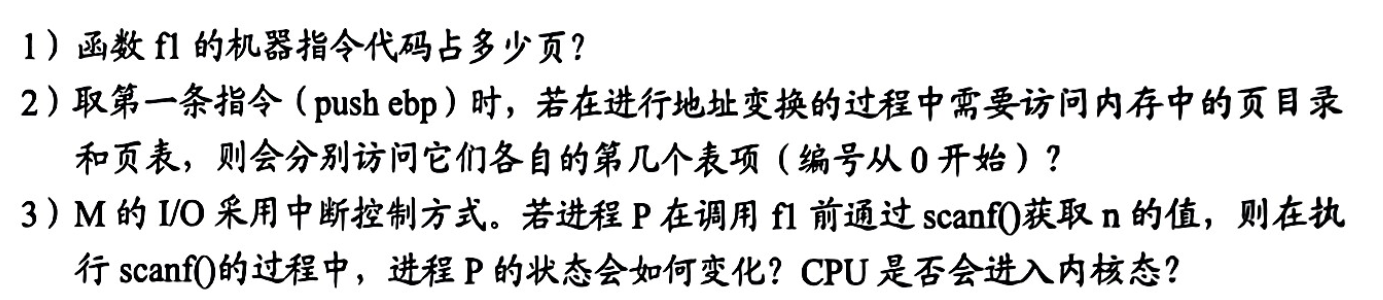 1）函数 f1 的机器指令代码占多少页？
2）取第一条指令（push ebp）时，若在进行地址变换的过程中需要访问内存中的页目录
和页表，则会分别访问它们各自的第几个表项（编号从 0 开始）？
3）M 的 I/O 采用中断控制方式。若进程 P 在调用 f1 前通过 scanf()获取 n 的值，则在执
行 scanf()的过程中，进程 P 的状态会如何变化？CPU 是否会进入内核态？